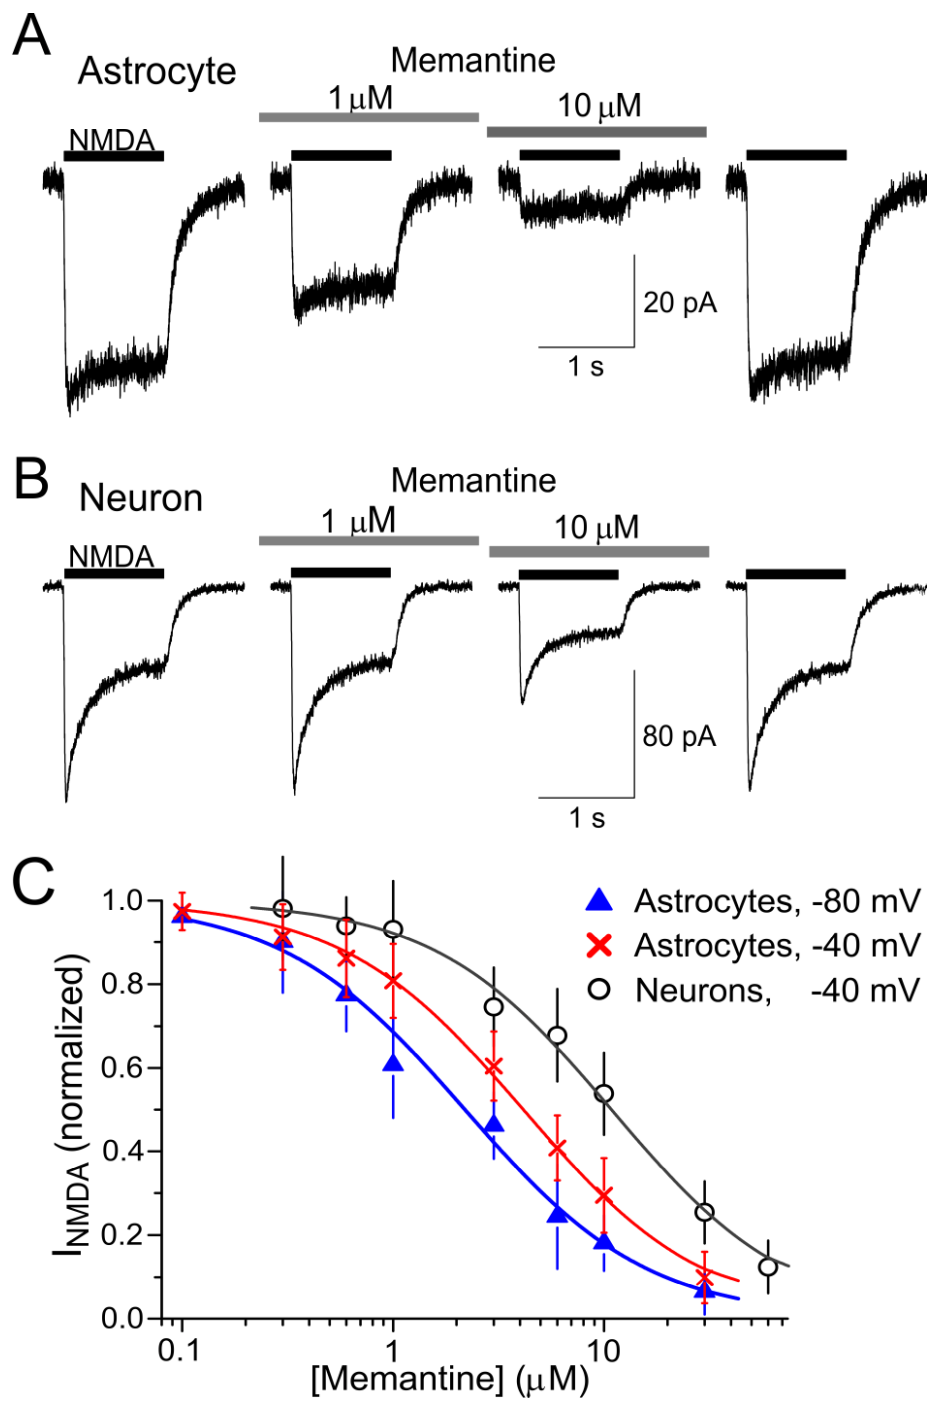 A
Astrocyte
Memantine
1 μM
10 μM
NMDA
20 pA
1 s
B
Neuron
Memantine
1 μM
10 μM
NMDA
80 pA
1 s
C
Astrocytes, -80 mV
Astrocytes, -40 mV
Neurons, -40 mV
I_NMDA (normalized)
1.0
0.8
0.6
0.4
0.2
0.0
0.1
1
10
[Memantine] (μM)